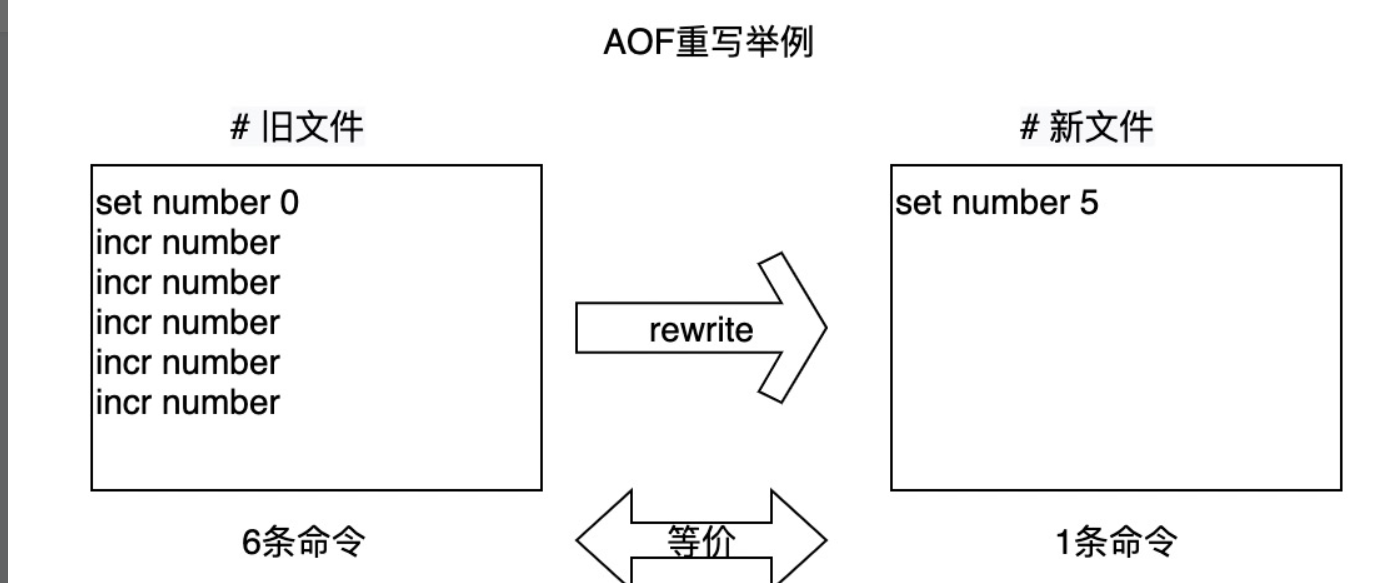 AOF重写举例
# 旧文件
set number 0
incr number
incr number
incr number
incr number
incr number
6条命令
rewrite
等价
# 新文件
set number 5
1条命令